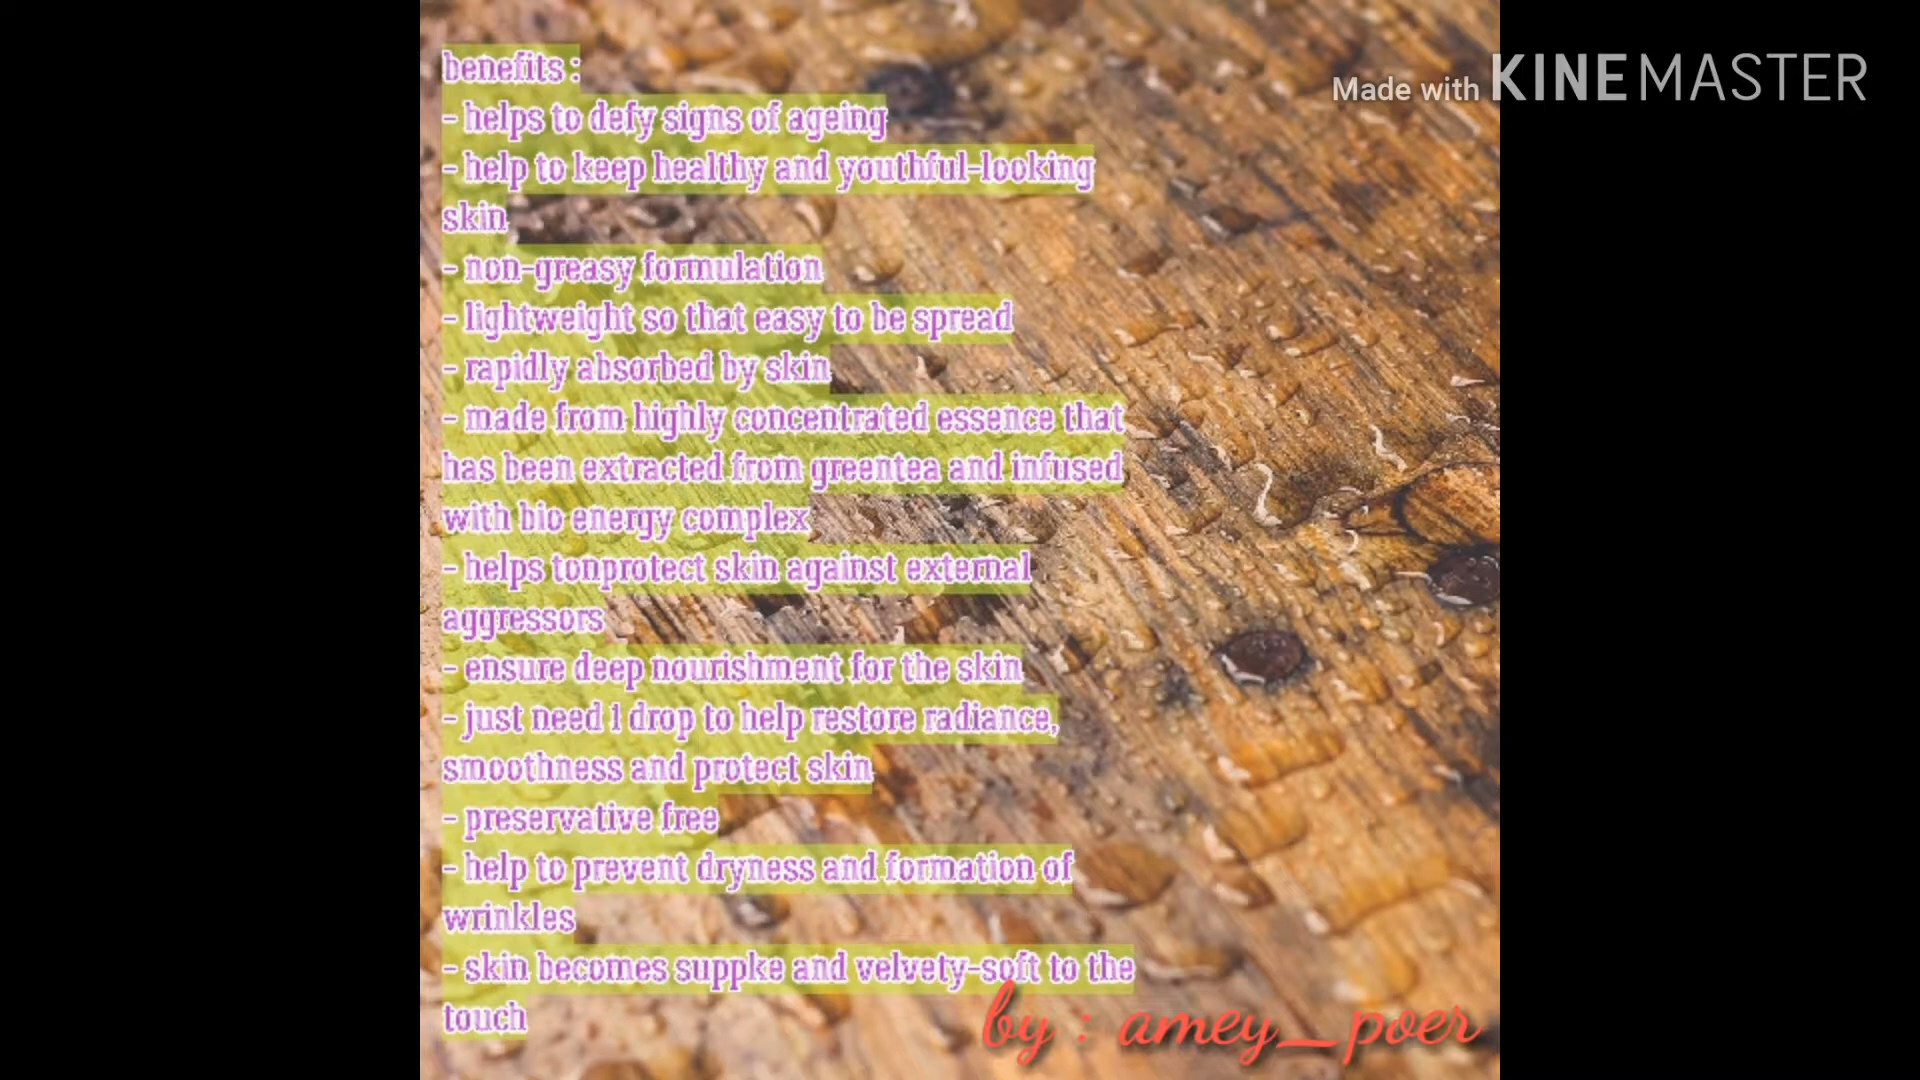 benefits :
- helps to defy signs of ageing
- help to keep healthy and youthful-looking
skin
- non-greasy formulation
- lightweight so that easy to be spread
- rapidly absorbed by skin
- made from highly concentrated essence that
has been extracted from greentea and infused
with bio energy complex
- helps tonprotect skin against external
aggressors
- ensure deep nourishment for the skin
- just need 1 drop to help restore radiance,
smoothness and protect skin
- preservative free
- help to prevent dryness and formation of
wrinkles
- skin becomes suppke and velvety-soft to the
touch
by : amey_poer
Made with KINEMASTER